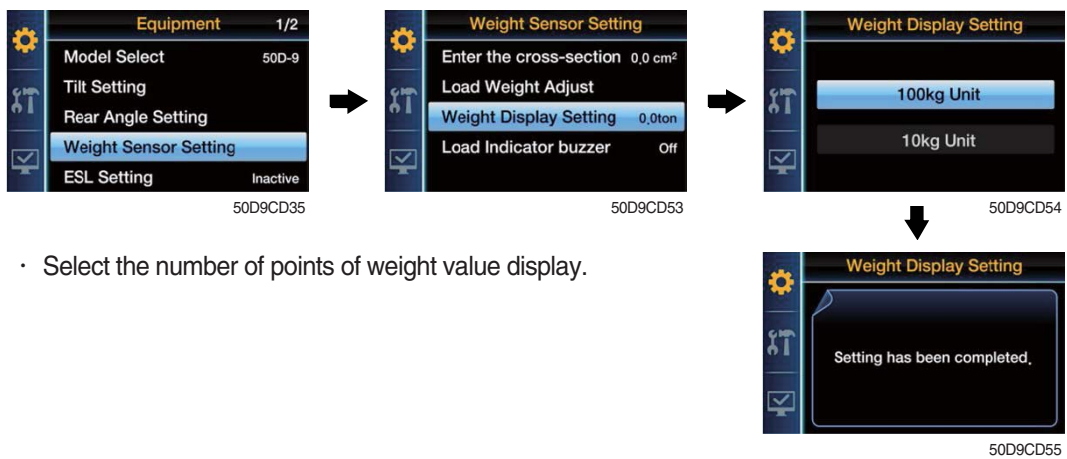 Equipment 1/2
Model Select 50D-9
Tilt Setting
Rear Angle Setting
Weight Sensor Setting
ESL Setting Inactive
50D9CD35
Weight Sensor Setting
Enter the cross-section 0.0 cm²
Load Weight Adjust
Weight Display Setting 0.0ton
Load Indicator buzzer Off
50D9CD53
Weight Display Setting
100kg Unit
10kg Unit
50D9CD54
· Select the number of points of weight value display.
Weight Display Setting
Setting has been completed.
50D9CD55